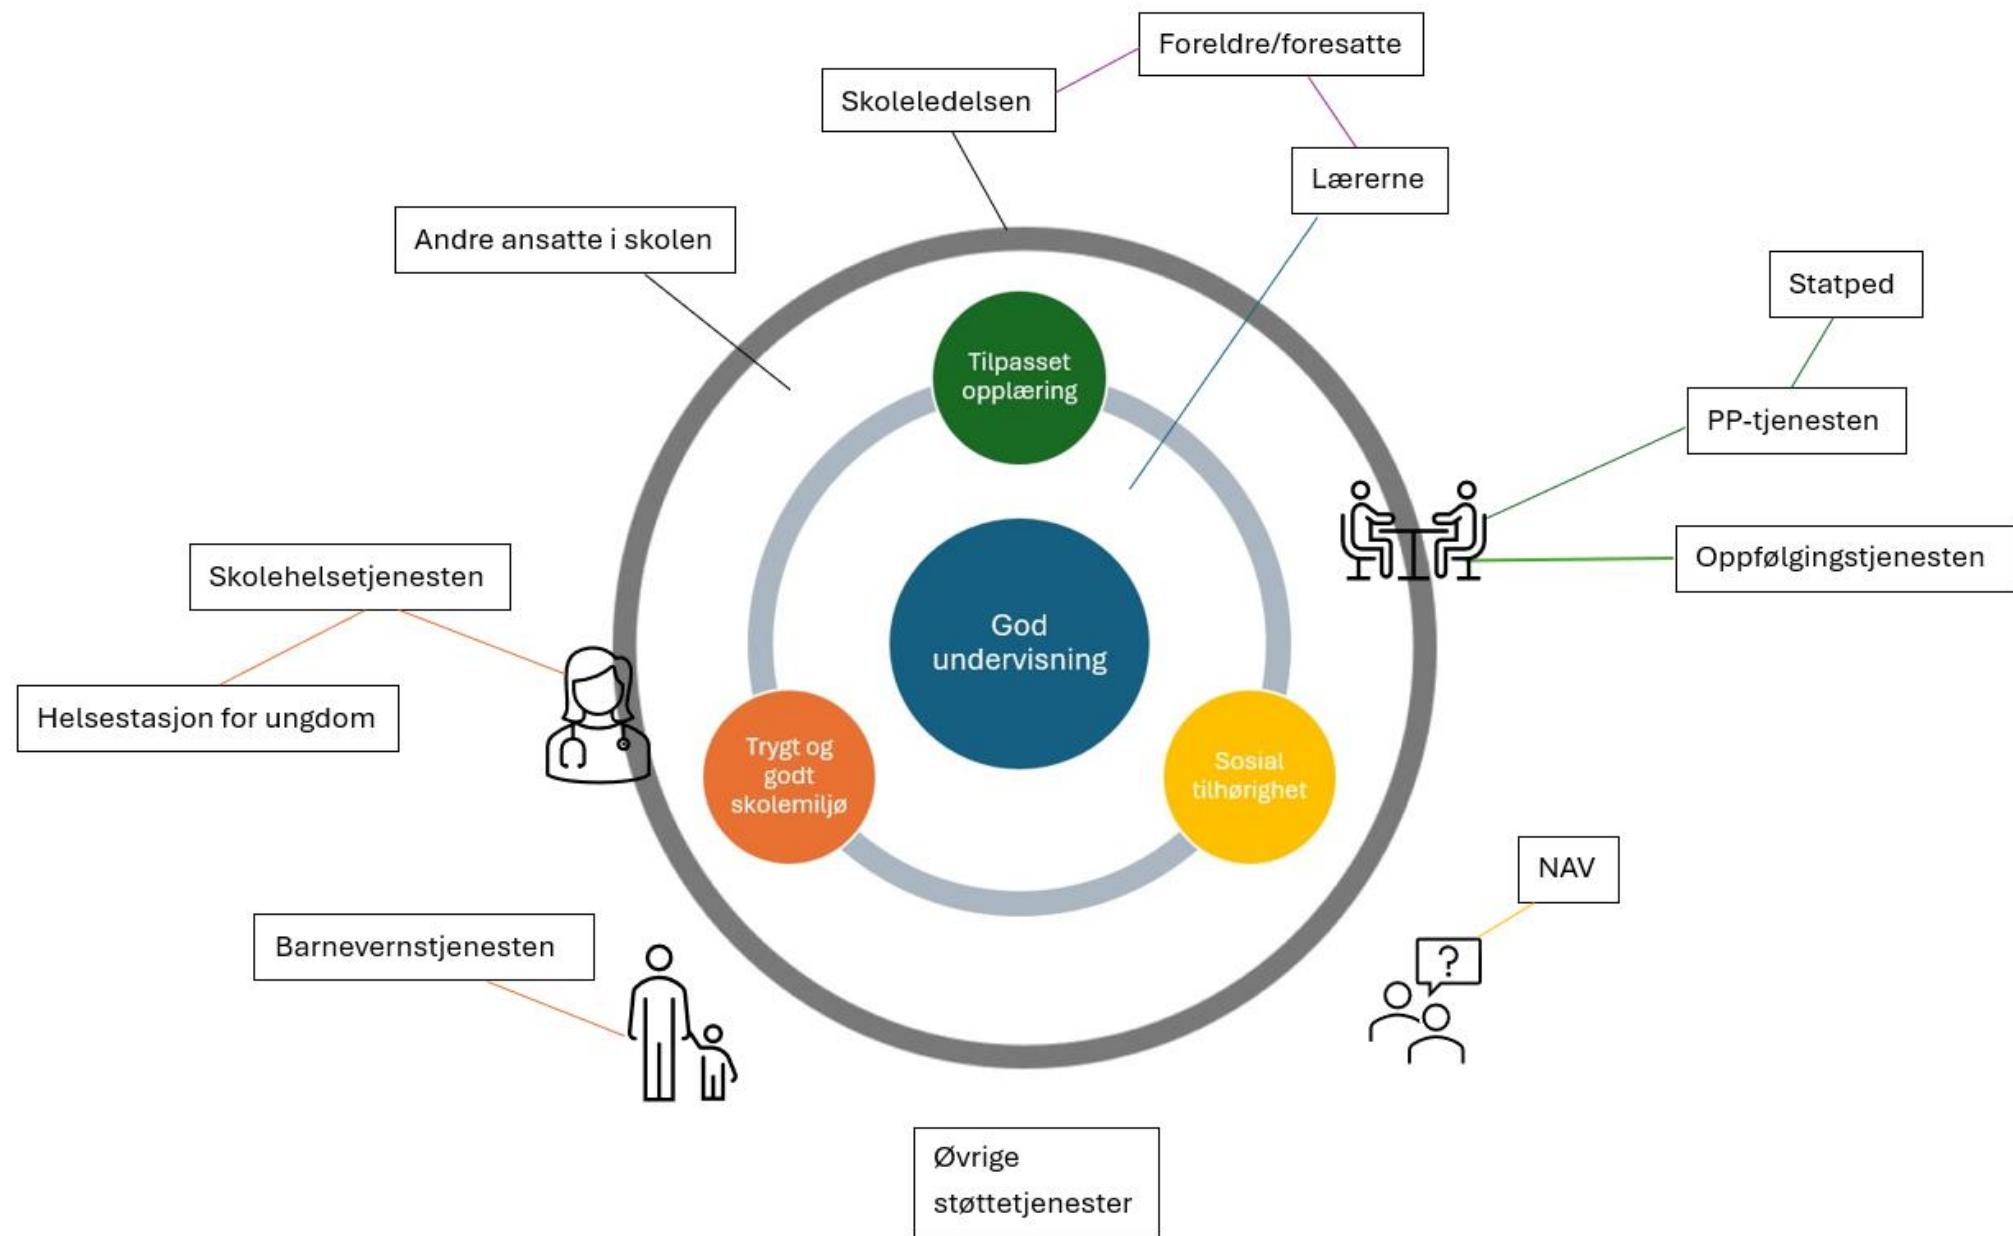 Foreldre/foresatte
Skoleledelsen
Lærerne
Andre ansatte i skolen
Statped
Tilpasset
opplæring
PP-tjenesten
Oppfølgingstjenesten
Skolehelsetjenesten
God
undervisning
Helsestasjon for ungdom
Trygt og
godt
skolemiljø
Sosial
tilhørighet
NAV
Barnevernstjenesten
?
Øvrige
støttetjenester